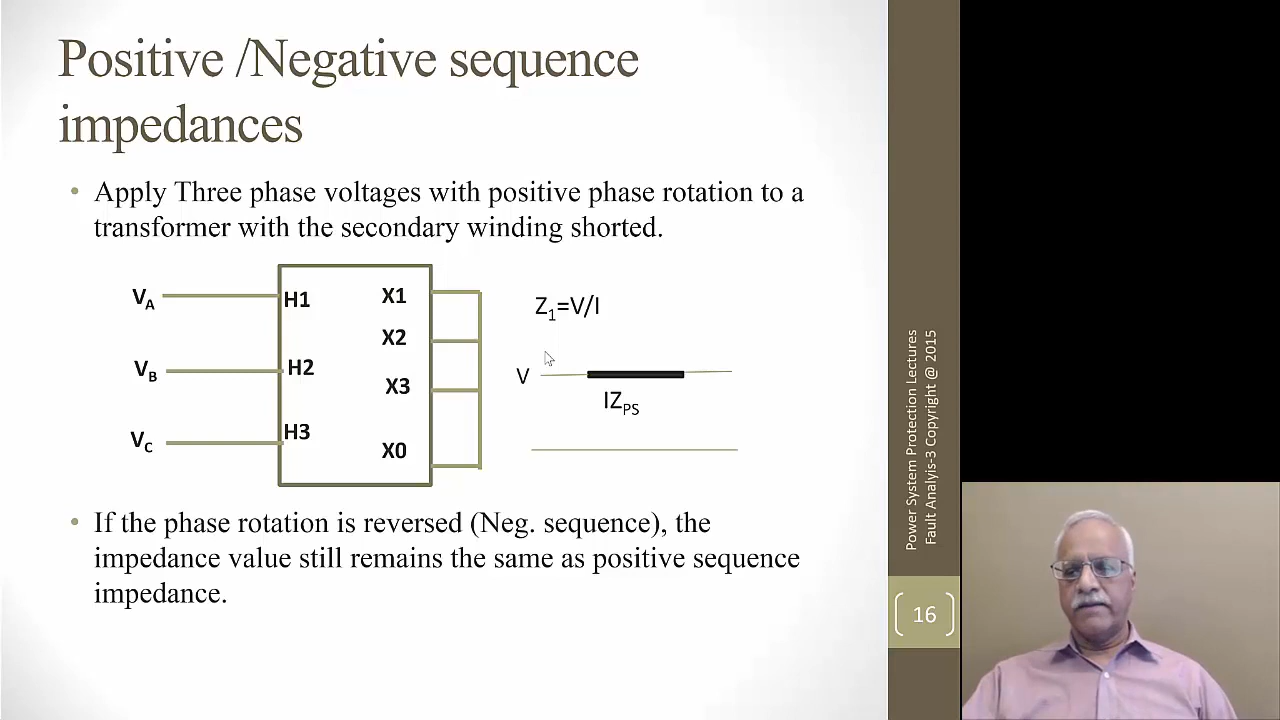 Positive /Negative sequence
impedances
• Apply Three phase voltages with positive phase rotation to a
transformer with the secondary winding shorted.
VA
H1
X1
Z1=V/I
X2
VB
H2
V
X3
IZPS
VC
H3
X0
• If the phase rotation is reversed (Neg. sequence), the
impedance value still remains the same as positive sequence
impedance.
Power System Protection Lectures
Fault Analyis-3 Copyright @ 2015
16